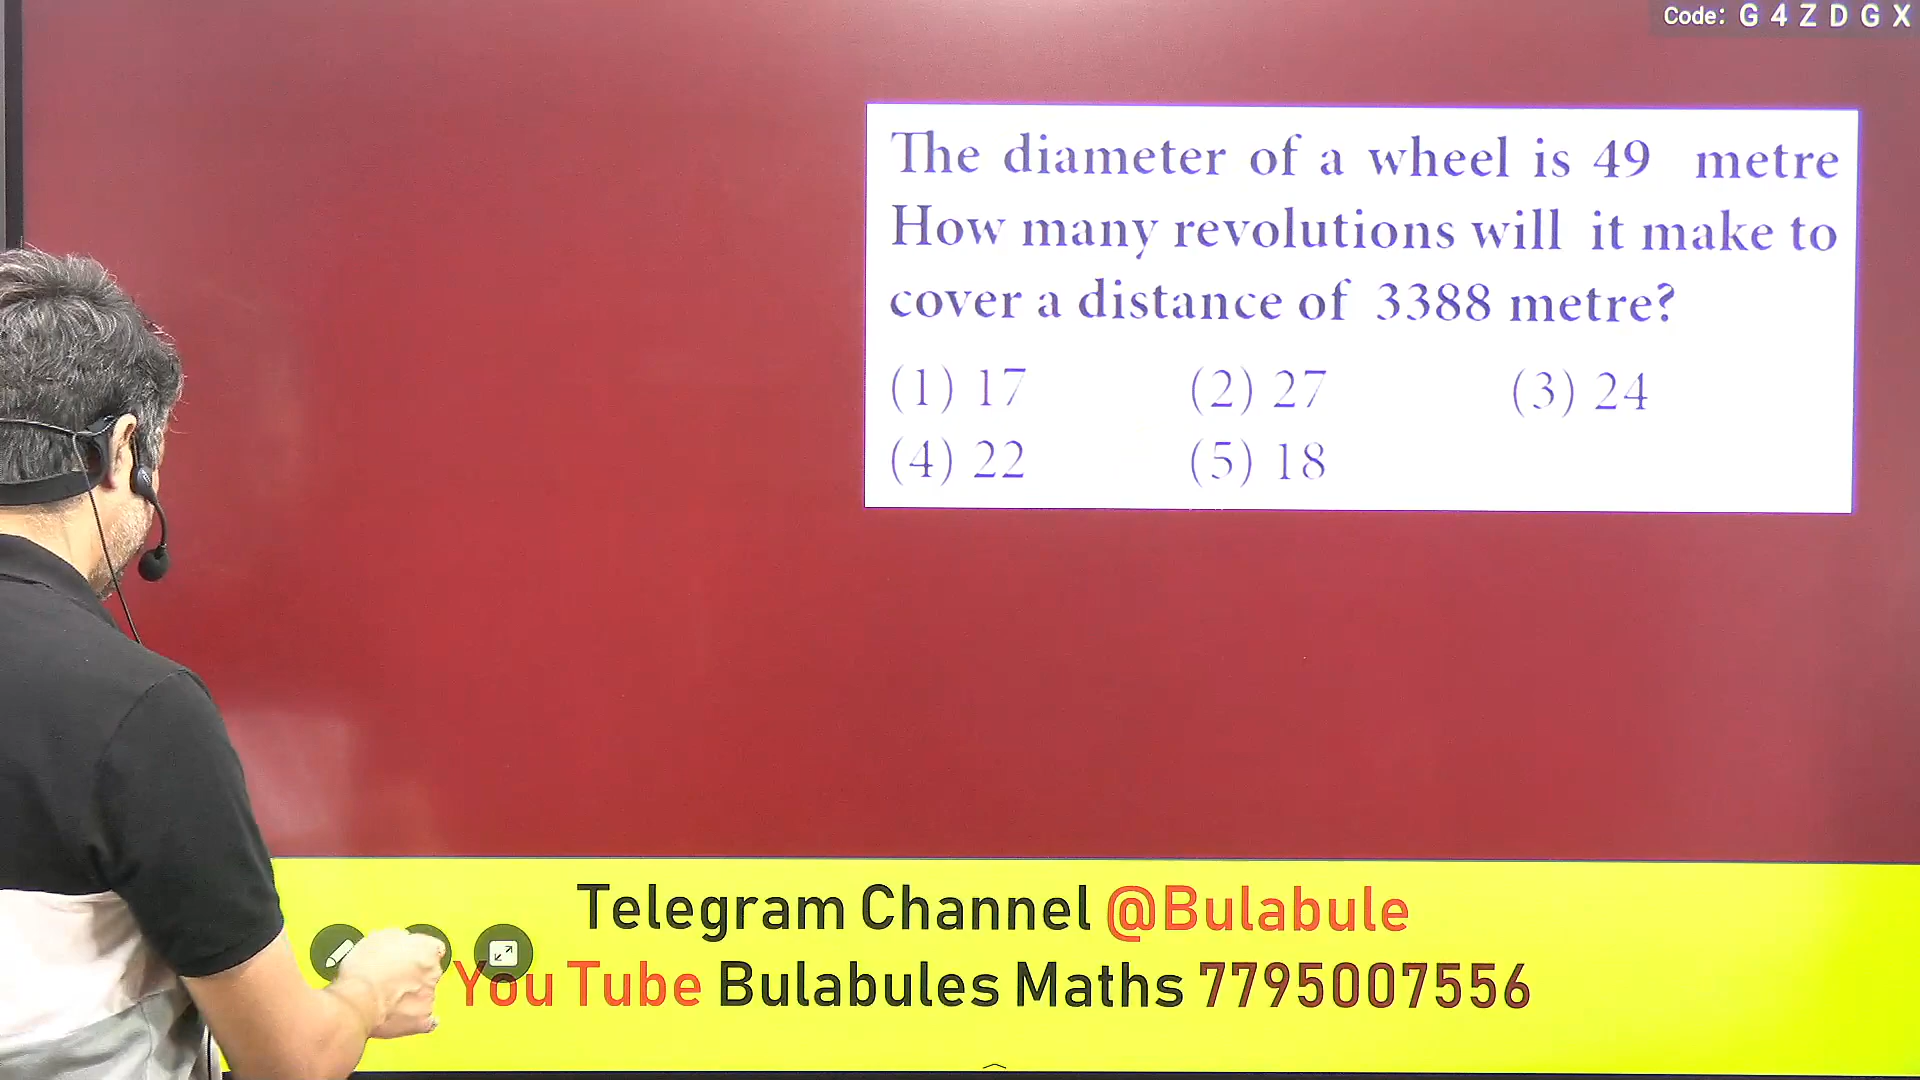 Code: G 4 Z D G X
The diameter of a wheel is 49 metre
How many revolutions will it make to
cover a distance of 3388 metre?
(1) 17 (2) 27 (3) 24
(4) 22 (5) 18
Telegram Channel @Bulabule
You Tube Bulabules Maths 7795007556